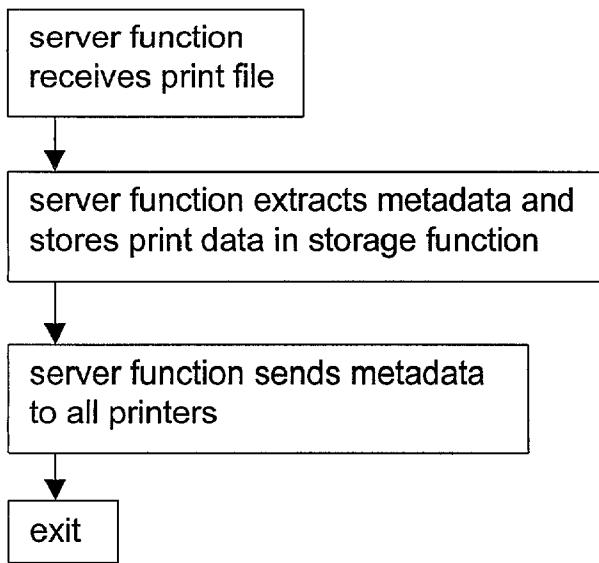 server function
receives print file
server function extracts metadata and
stores print data in storage function
server function sends metadata
to all printers
exit